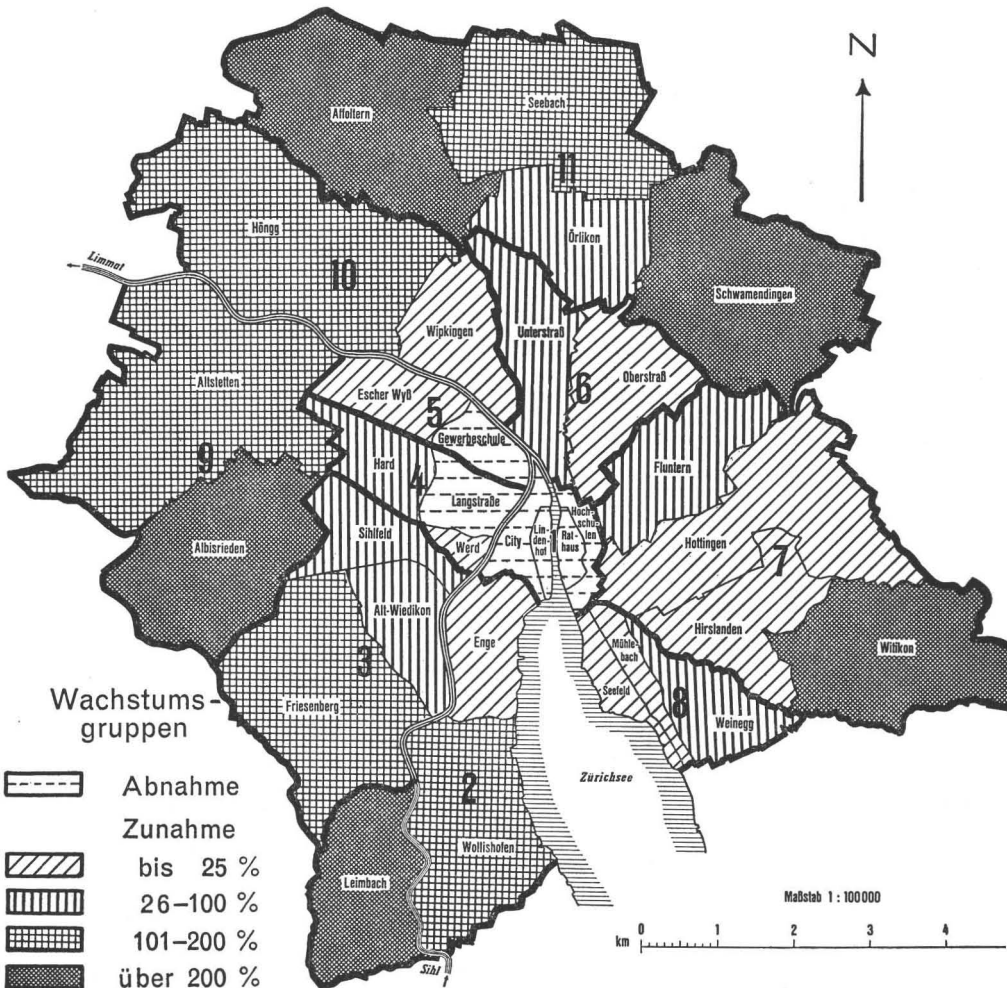 N
Affoltern
Seebach
11
Höngg
Örlikon
Limmat
10
Schwamendingen
Wipkingen
Unterstraß
Altstetten
6
Oberstraß
Escher Wyß
5
Gewerbeschule
9
Hard
4
Fluntern
Langstraße
Hoch-
schu-
len
Sihlfeld
Lin-
den-
hof
1
Rat-
haus
City
Werd
Albisrieden
Hottingen
7
Alt-Wiedikon
Hirslanden
Enge
Mühle-
bach
Witikon
3
Seefeld
8
Weinegg
Friesenberg
Wachstums-
gruppen
Zürichsee
2
Abnahme
Zunahme
Wollishofen
bis 25 %
Leimbach
26–100 %
Maßstab 1 : 100 000
101–200 %
km 0 1 2 3 4
über 200 %
Sihl